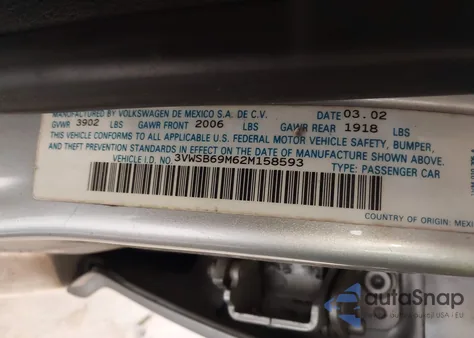 MANUFACTURED BY VOLKSWAGEN DE MEXICO S.A. DE C.V. 03.02
GVWR 3902 LBS GAWR FRONT 2006 LBS GAWR REAR 1918 LBS
THIS VEHICLE CONFORMS TO ALL APPLICABLE U.S. FEDERAL MOTOR VEHICLE SAFETY, BUMPER,
AND THEFT PREVENTION STANDARDS IN EFFECT ON THE DATE OF MANUFACTURE SHOWN ABOVE.
VEHICLE I.D. NO. 3VWSB69M62M158593 TYPE: PASSENGER CAR
COUNTRY OF ORIGIN: MEXI
autoSnap